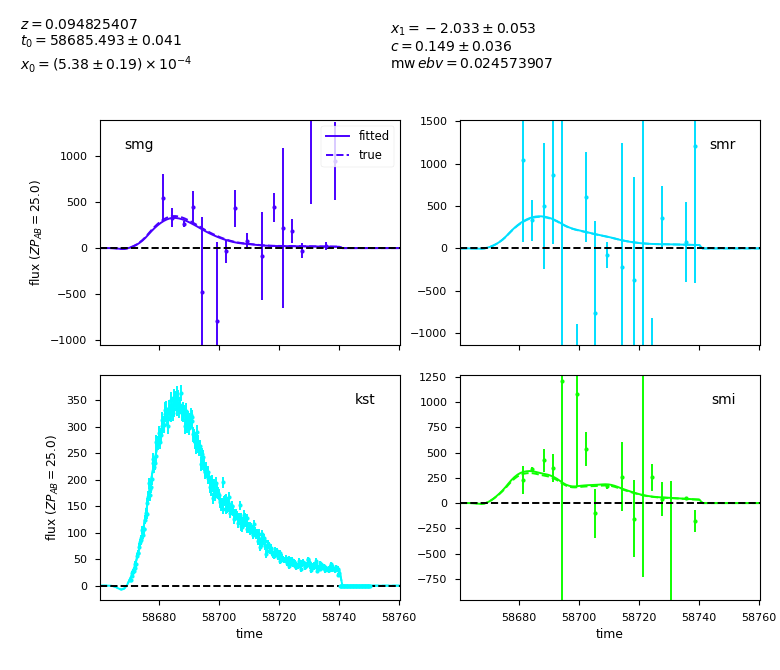 z = 0.094825407
t₀ = 58685.493 ± 0.041
x₀ = (5.38 ± 0.19) × 10⁻⁴
x₁ = −2.033 ± 0.053
c = 0.149 ± 0.036
mw ebv = 0.024573907
smg
fitted
true
1000
500
0
−500
−1000
flux (ZP_AB = 25.0)
smr
1500
1000
500
0
−500
−1000
kst
350
300
250
200
150
100
50
0
flux (ZP_AB = 25.0)
58680 58700 58720 58740 58760
time
smi
1250
1000
750
500
250
0
−250
−500
−750
58680 58700 58720 58740 58760
time